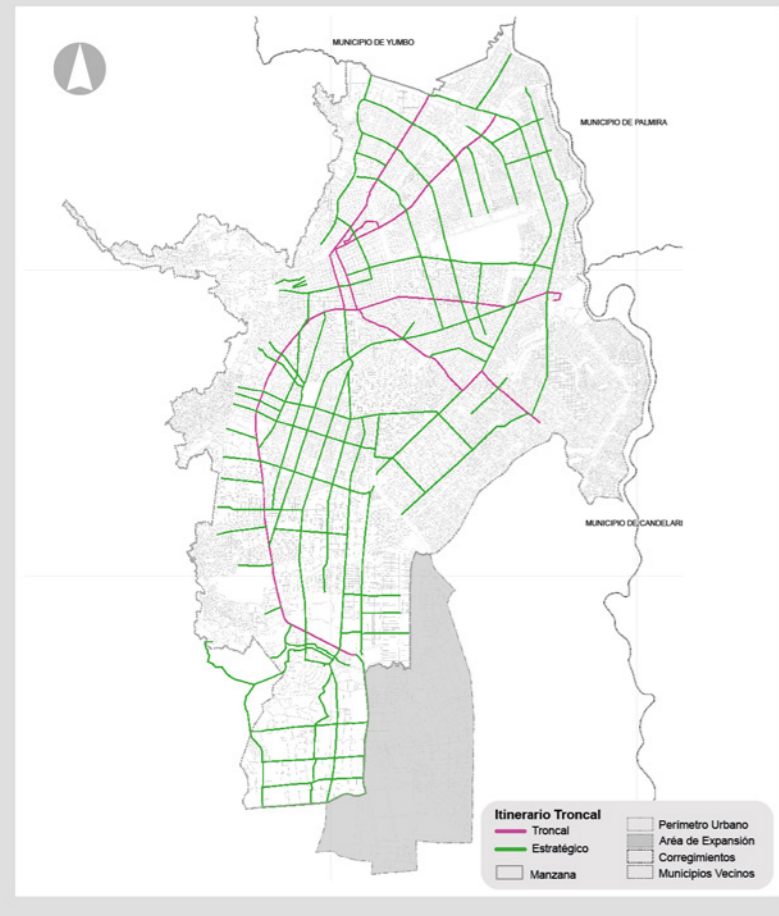 MUNICIPIO DE YUMBO
MUNICIPIO DE PALMIRA
MUNICIPIO DE CANDELARI
Itinerario Troncal
Troncal
Estratégico
Manzana
Perimetro Urbano
Aréa de Expansión
Corregimientos
Municipios Vecinos